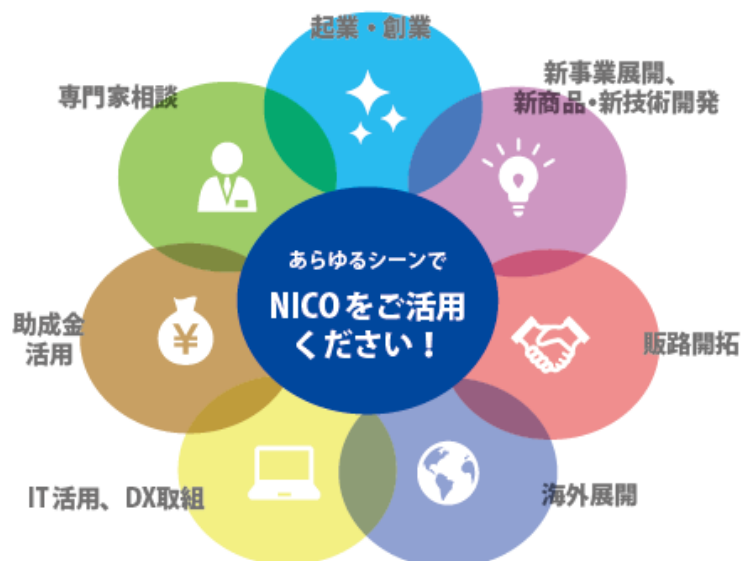 起業・創業
新事業展開、
新商品・新技術開発
専門家相談
あらゆるシーンで
NICOをご活用
ください！
助成金
活用
販路開拓
IT活用、DX取組
海外展開
¥